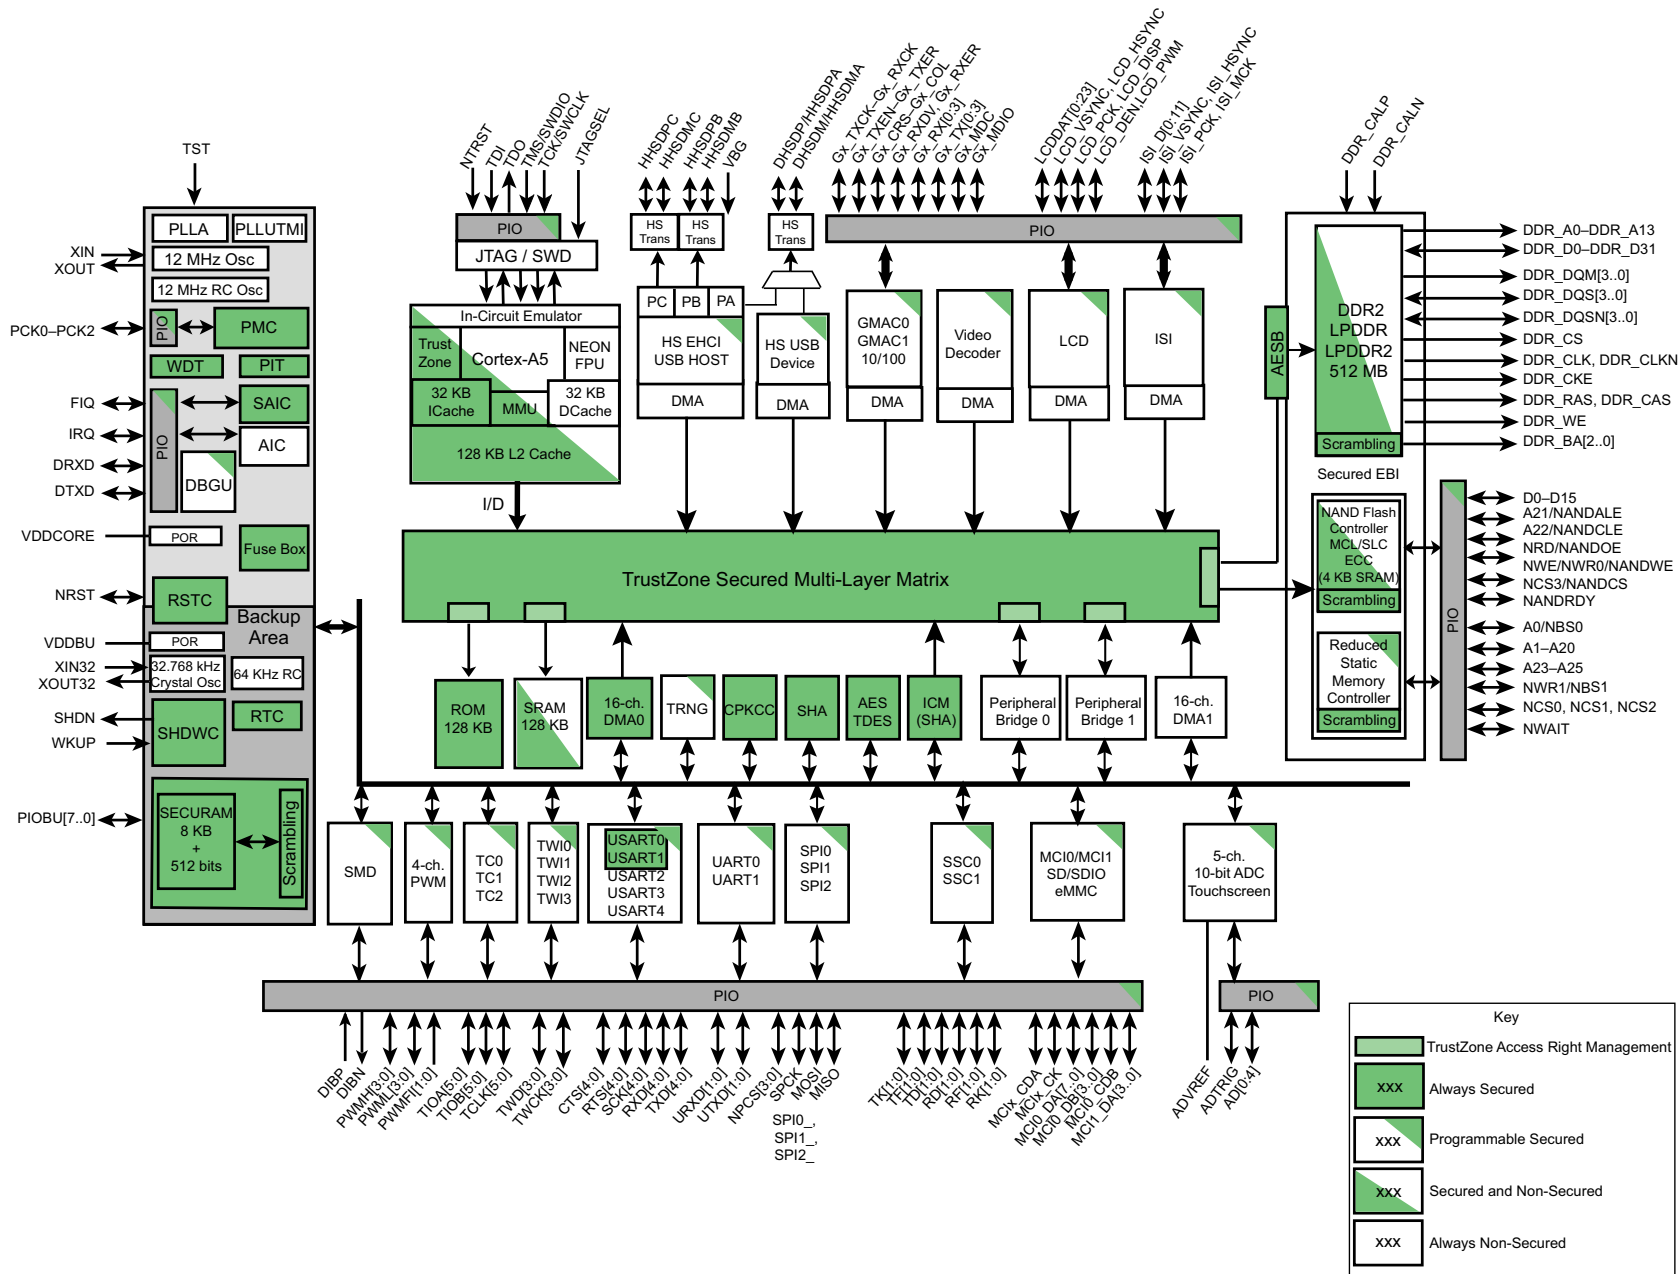 NTRST
TDI
TDO
TMS/SWDIO
TCK/SWCLK
JTAGSEL
HHSDPC
HHSDMC
HHSDPB
HHSDMB
VBG
DHSDP/HHSDPA
DHSDM/HHSDMA
Gx_TXCK–Gx_RXCK
Gx_TXEN–Gx_TXER
Gx_CRS–Gx_COL
Gx_RXDV, Gx_RXER
Gx_RX[0:3]
Gx_TX[0:3]
Gx_MDC
Gx_MDIO
LCDDAT[0:23]
LCD_VSYNC, LCD_HSYNC
LCD_PCK, LCD_DISP
LCD_DEN,LCD_PWM
ISI_D[0:11]
ISI_VSYNC, ISI_HSYNC
ISI_PCK, ISI_MCK
DDR_CALP
DDR_CALN
TST
PLLA
PLLUTMI
XIN
XOUT
12 MHz Osc
12 MHz RC Osc
PCK0–PCK2
PIO
PMC
WDT
PIT
FIQ
IRQ
DRXD
DTXD
PIO
SAIC
AIC
DBGU
VDDCORE
POR
Fuse Box
NRST
RSTC
Backup
Area
VDDBU
POR
XIN32
XOUT32
32.768 kHz
Crystal Osc
64 KHz RC
SHDN
WKUP
SHDWC
RTC
PIOBU[7..0]
SECURAM
8 KB
+
512 bits
Scrambling
PIO
JTAG / SWD
In-Circuit Emulator
Trust
Zone
Cortex-A5
NEON
FPU
32 KB
ICache
MMU
32 KB
DCache
128 KB L2 Cache
I/D
HS
Trans
HS
Trans
HS
Trans
PC
PB
PA
HS EHCI
USB HOST
DMA
HS USB
Device
DMA
PIO
GMAC0
GMAC1
10/100
DMA
Video
Decoder
DMA
LCD
DMA
ISI
DMA
AESB
DDR2
LPDDR
LPDDR2
512 MB
Scrambling
Secured EBI
NAND Flash
Controller
MCL/SLC
ECC
(4 KB SRAM)
Scrambling
Reduced
Static
Memory
Controller
Scrambling
PIO
DDR_A0–DDR_A13
DDR_D0–DDR_D31
DDR_DQM[3..0]
DDR_DQS[3..0]
DDR_DQSN[3..0]
DDR_CS
DDR_CLK, DDR_CLKN
DDR_CKE
DDR_RAS, DDR_CAS
DDR_WE
DDR_BA[2..0]
D0–D15
A21/NANDALE
A22/NANDCLE
NRD/NANDOE
NWE/NWR0/NANDWE
NCS3/NANDCS
NANDRDY
A0/NBS0
A1–A20
A23–A25
NWR1/NBS1
NCS0, NCS1, NCS2
NWAIT
TrustZone Secured Multi-Layer Matrix
ROM
128 KB
SRAM
128 KB
16-ch.
DMA0
TRNG
CPKCC
SHA
AES
TDES
ICM
(SHA)
Peripheral
Bridge 0
Peripheral
Bridge 1
16-ch.
DMA1
SMD
4-ch.
PWM
TC0
TC1
TC2
TWI0
TWI1
TWI2
TWI3
USART0
USART1
USART2
USART3
USART4
UART0
UART1
SPI0
SPI1
SPI2
SSC0
SSC1
MCI0/MCI1
SD/SDIO
eMMC
5-ch.
10-bit ADC
Touchscreen
PIO
PIO
DIBP
DIBN
PWMH[3:0]
PWML[3:0]
PWMFI[1:0]
TIOA[5:0]
TIOB[5:0]
TCLK[5:0]
TWD[3:0]
TWCK[3:0]
CTS[4:0]
RTS[4:0]
SCK[4:0]
RXD[4:0]
TXD[4:0]
URXD[1:0]
UTXD[1:0]
NPCS[3:0]
SPCK
MOSI
MISO
SPI0_,
SPI1_,
SPI2_
TK[1:0]
TF[1:0]
TD[1:0]
RD[1:0]
RF[1:0]
RK[1:0]
MCIx_CDA
MCIx_CK
MCI0_DA[7..0]
MCI0_DB[3..0]
MCI0_CDB
MCI1_DA[3..0]
ADVREF
ADTRIG
AD[0:4]
Key
TrustZone Access Right Management
xxx
Always Secured
xxx
Programmable Secured
xxx
Secured and Non-Secured
xxx
Always Non-Secured